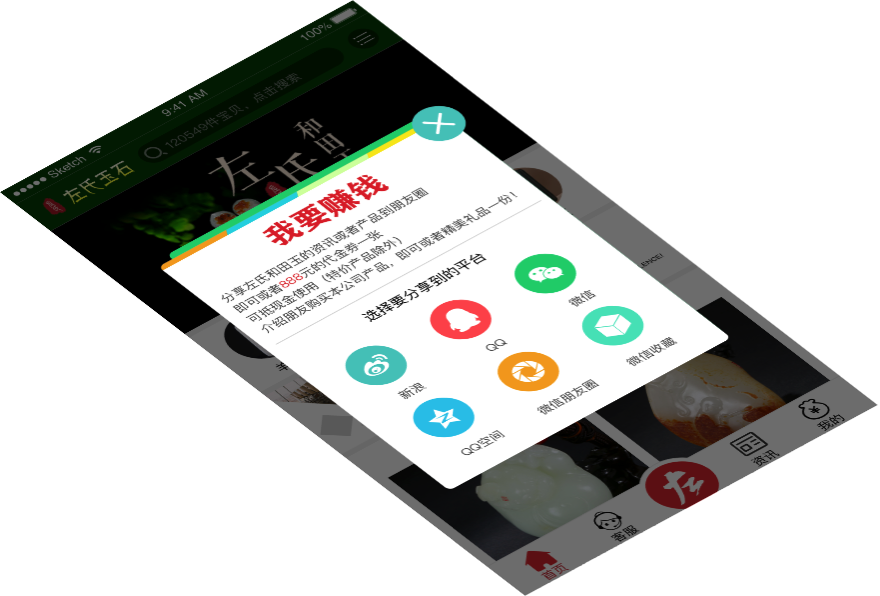 Sketch
9:41 AM
100%
左氏玉石
120549件宝贝，点击搜索
左氏
和田玉
我要赚钱
分享左氏和田玉的资讯或者产品到朋友圈
即可或者888元的代金券一张
可抵现金使用（特价产品除外）
介绍朋友购买本公司产品，即可或者精美礼品一份！
选择要分享到的平台
新浪
QQ
微信
QQ空间
微信朋友圈
微信收藏
首页
客服
左
资讯
我的